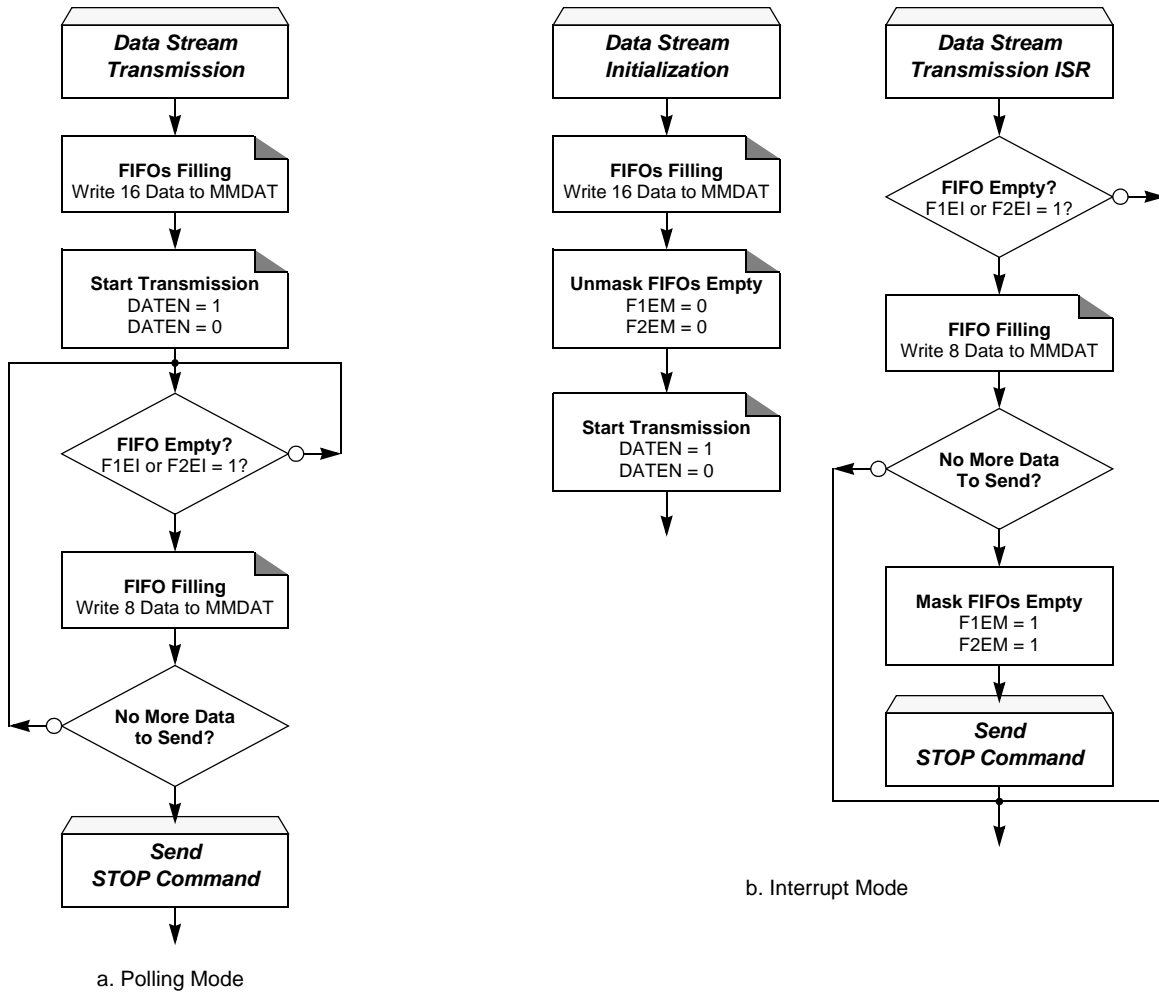 Data Stream
Transmission
FIFOs Filling
Write 16 Data to MMDAT
Start Transmission
DATEN = 1
DATEN = 0
FIFO Empty?
F1EI or F2EI = 1?
FIFO Filling
Write 8 Data to MMDAT
No More Data
to Send?
Send
STOP Command
a. Polling Mode
Data Stream
Initialization
FIFOs Filling
Write 16 Data to MMDAT
Unmask FIFOs Empty
F1EM = 0
F2EM = 0
Start Transmission
DATEN = 1
DATEN = 0
Data Stream
Transmission ISR
FIFO Empty?
F1EI or F2EI = 1?
FIFO Filling
Write 8 Data to MMDAT
No More Data
To Send?
Mask FIFOs Empty
F1EM = 1
F2EM = 1
Send
STOP Command
b. Interrupt Mode